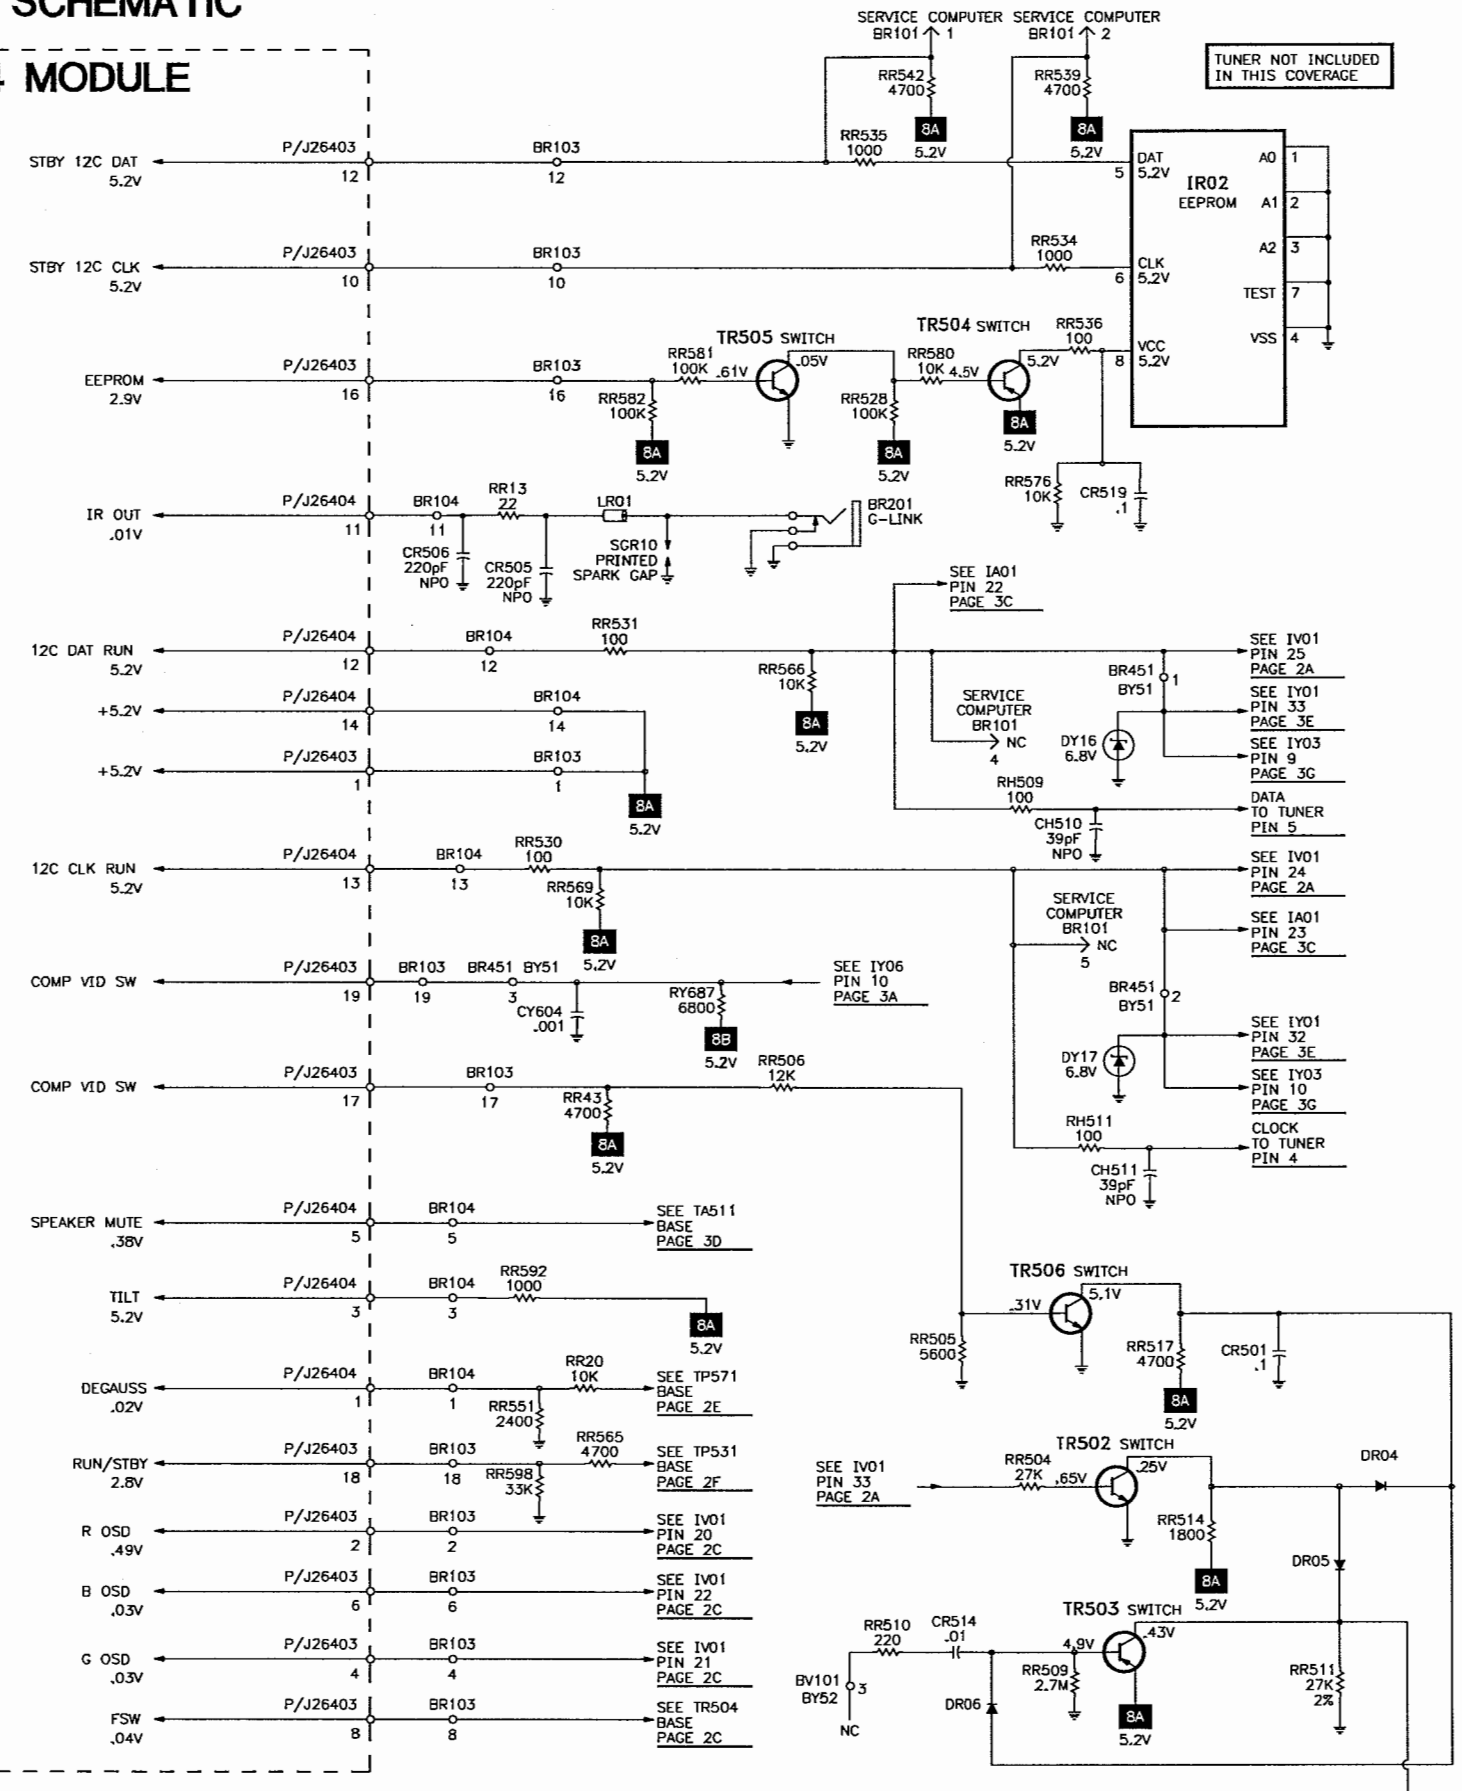 SCHEMATIC
4 MODULE
SERVICE COMPUTER
BR101
1
SERVICE COMPUTER
BR101
2
TUNER NOT INCLUDED
IN THIS COVERAGE
RR542
4700
8A
5.2V
RR539
4700
8A
5.2V
STBY 12C DAT
5.2V
P/J26403
12
BR103
12
RR535
1000
5
DAT
5.2V
IR02
EEPROM
A0
1
A1
2
A2
3
TEST
7
VSS
4
STBY 12C CLK
5.2V
P/J26403
10
BR103
10
RR534
1000
6
CLK
5.2V
EEPROM
2.9V
P/J26403
16
BR103
16
RR582
100K
8A
5.2V
RR581
100K
.61V
TR505 SWITCH
.05V
RR528
100K
8A
5.2V
RR580
10K
4.5V
TR504 SWITCH
5.2V
8A
5.2V
RR536
100
8
VCC
5.2V
RR576
10K
CR519
.1
IR OUT
.01V
P/J26404
11
BR104
11
CR506
220pF
NPO
RR13
22
CR505
220pF
NPO
LR01
SGR10
PRINTED
SPARK GAP
BR201
G-LINK
SEE IA01
PIN 22
PAGE 3C
12C DAT RUN
5.2V
P/J26404
12
BR104
12
RR531
100
RR566
10K
8A
5.2V
SERVICE
COMPUTER
BR101
NC
4
BR451
BY51
1
DY16
6.8V
SEE IV01
PIN 25
PAGE 2A
SEE IY01
PIN 33
PAGE 3E
SEE IY03
PIN 9
PAGE 3G
+5.2V
P/J26404
14
BR104
14
+5.2V
P/J26403
1
BR103
1
8A
5.2V
RH509
100
CH510
39pF
NPO
DATA
TO TUNER
PIN 5
12C CLK RUN
5.2V
P/J26404
13
BR104
13
RR530
100
RR569
10K
8A
5.2V
SERVICE
COMPUTER
BR101
NC
5
SEE IV01
PIN 24
PAGE 2A
SEE IA01
PIN 23
PAGE 3C
BR451
BY51
2
DY17
6.8V
SEE IY01
PIN 32
PAGE 3E
SEE IY03
PIN 10
PAGE 3G
RH511
100
CH511
39pF
NPO
CLOCK
TO TUNER
PIN 4
COMP VID SW
P/J26403
19
BR103
19
BR451 BY51
3
CY604
.001
RY687
6800
8B
5.2V
SEE IY06
PIN 10
PAGE 3A
COMP VID SW
P/J26403
17
BR103
17
RR43
4700
8A
5.2V
RR506
12K
SPEAKER MUTE
.38V
P/J26404
5
BR104
5
SEE TA511
BASE
PAGE 3D
TILT
5.2V
P/J26404
3
BR104
3
RR592
1000
8A
5.2V
RR505
5600
.31V
TR506 SWITCH
5.1V
RR517
4700
8A
5.2V
CR501
.1
DEGAUSS
.02V
P/J26404
1
BR104
1
RR551
2400
RR20
10K
SEE TP571
BASE
PAGE 2E
RUN/STBY
2.8V
P/J26403
18
BR103
18
RR598
33K
RR565
4700
SEE TP531
BASE
PAGE 2F
SEE IV01
PIN 33
PAGE 2A
RR504
27K
.65V
TR502 SWITCH
.25V
RR514
1800
8A
5.2V
DR04
DR05
R OSD
.49V
P/J26403
2
BR103
2
SEE IV01
PIN 20
PAGE 2C
B OSD
.03V
P/J26403
6
BR103
6
SEE IV01
PIN 22
PAGE 2C
G OSD
.03V
P/J26403
4
BR103
4
SEE IV01
PIN 21
PAGE 2C
FSW
.04V
P/J26403
8
BR103
8
SEE TR504
BASE
PAGE 2C
BV101
BY52
3
NC
RR510
220
CR514
.01
DR06
RR509
2.7M
4.9V
TR503 SWITCH
.43V
8A
5.2V
RR511
27K
2%